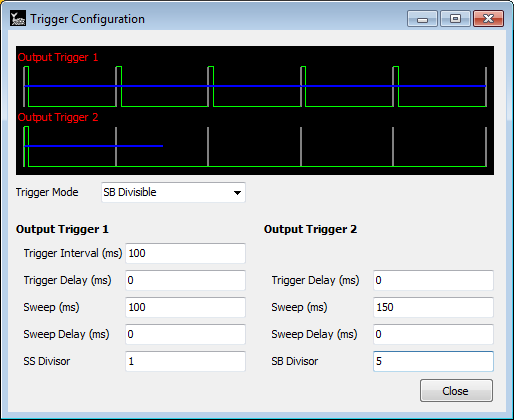 Trigger Configuration
Output Trigger 1
Output Trigger 2
Trigger Mode SB Divisible
Output Trigger 1 Output Trigger 2
Trigger Interval (ms) 100
Trigger Delay (ms) 0 Trigger Delay (ms) 0
Sweep (ms) 100 Sweep (ms) 150
Sweep Delay (ms) 0 Sweep Delay (ms) 0
SS Divisor 1 SB Divisor 5
Close